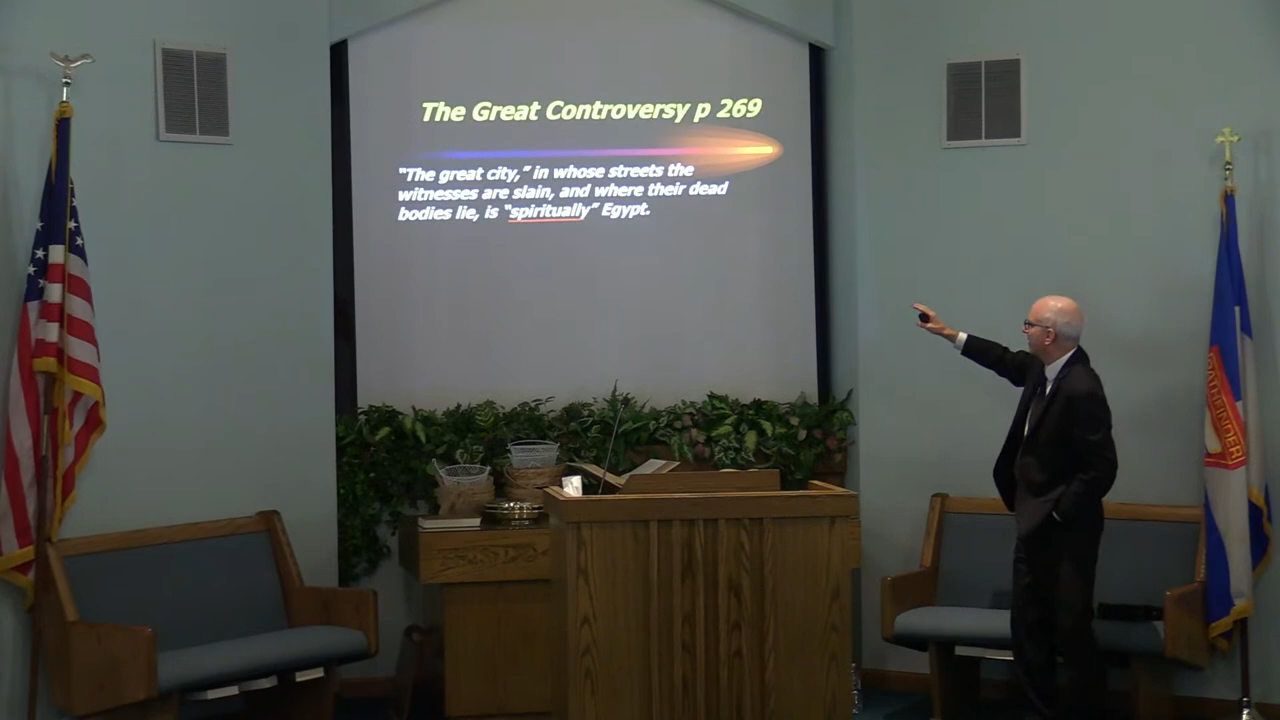 The Great Controversy p 269
“The great city,” in whose streets the
witnesses are slain, and where their dead
bodies lie, is “spiritually” Egypt.
PATHFINDER